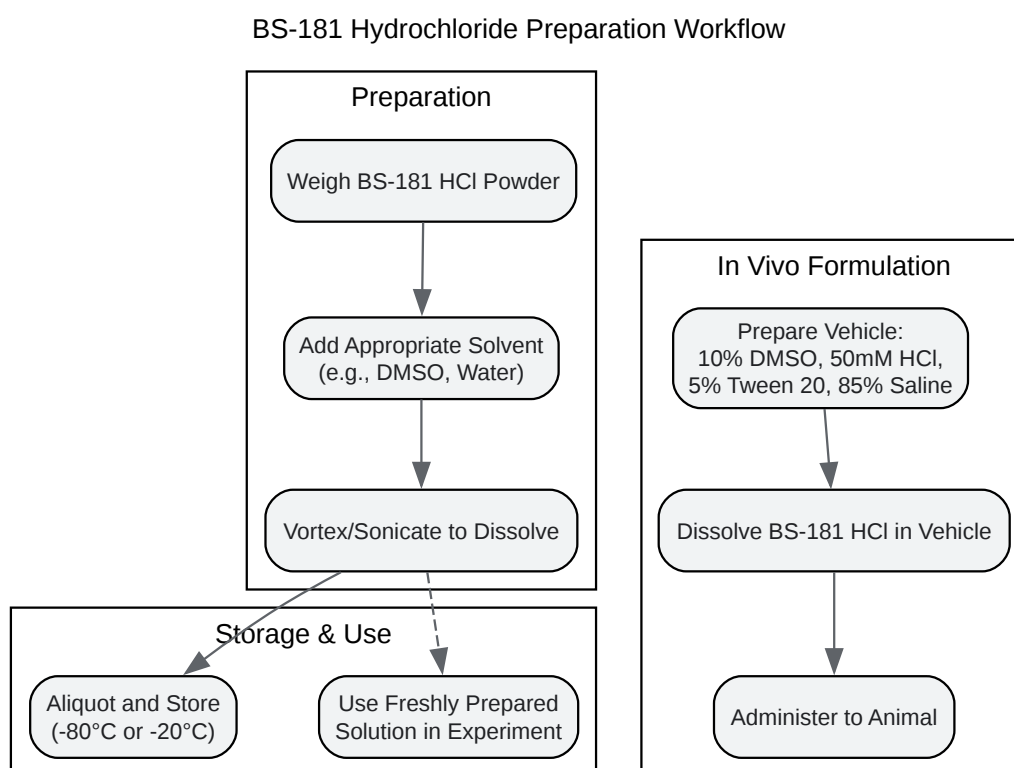 BS-181 Hydrochloride Preparation Workflow
Preparation
Weigh BS-181 HCl Powder
Add Appropriate Solvent
(e.g., DMSO, Water)
Vortex/Sonicate to Dissolve
Storage & Use
Aliquot and Store
(-80°C or -20°C)
Use Freshly Prepared
Solution in Experiment
In Vivo Formulation
Prepare Vehicle:
10% DMSO, 50mM HCl,
5% Tween 20, 85% Saline
Dissolve BS-181 HCl in Vehicle
Administer to Animal